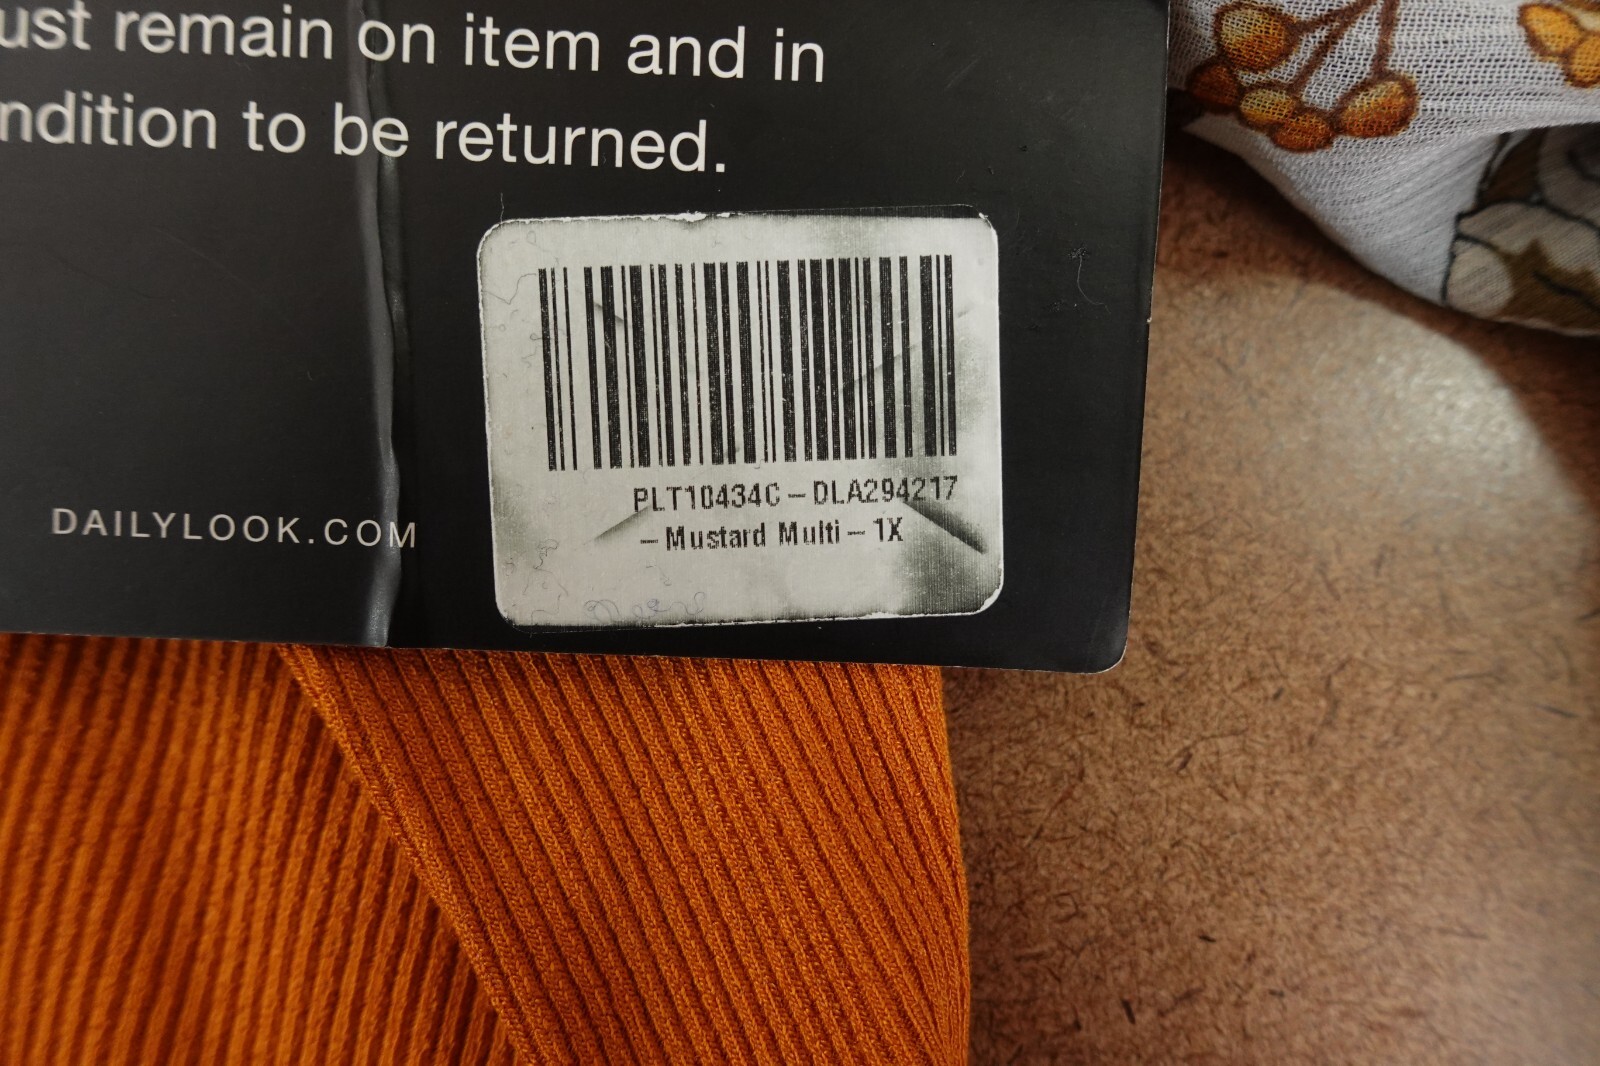 ust remain on item and in
ndition to be returned.
PLT10434C - DLA294217
- Mustard Multi - 1X
DAILYLOOK.COM